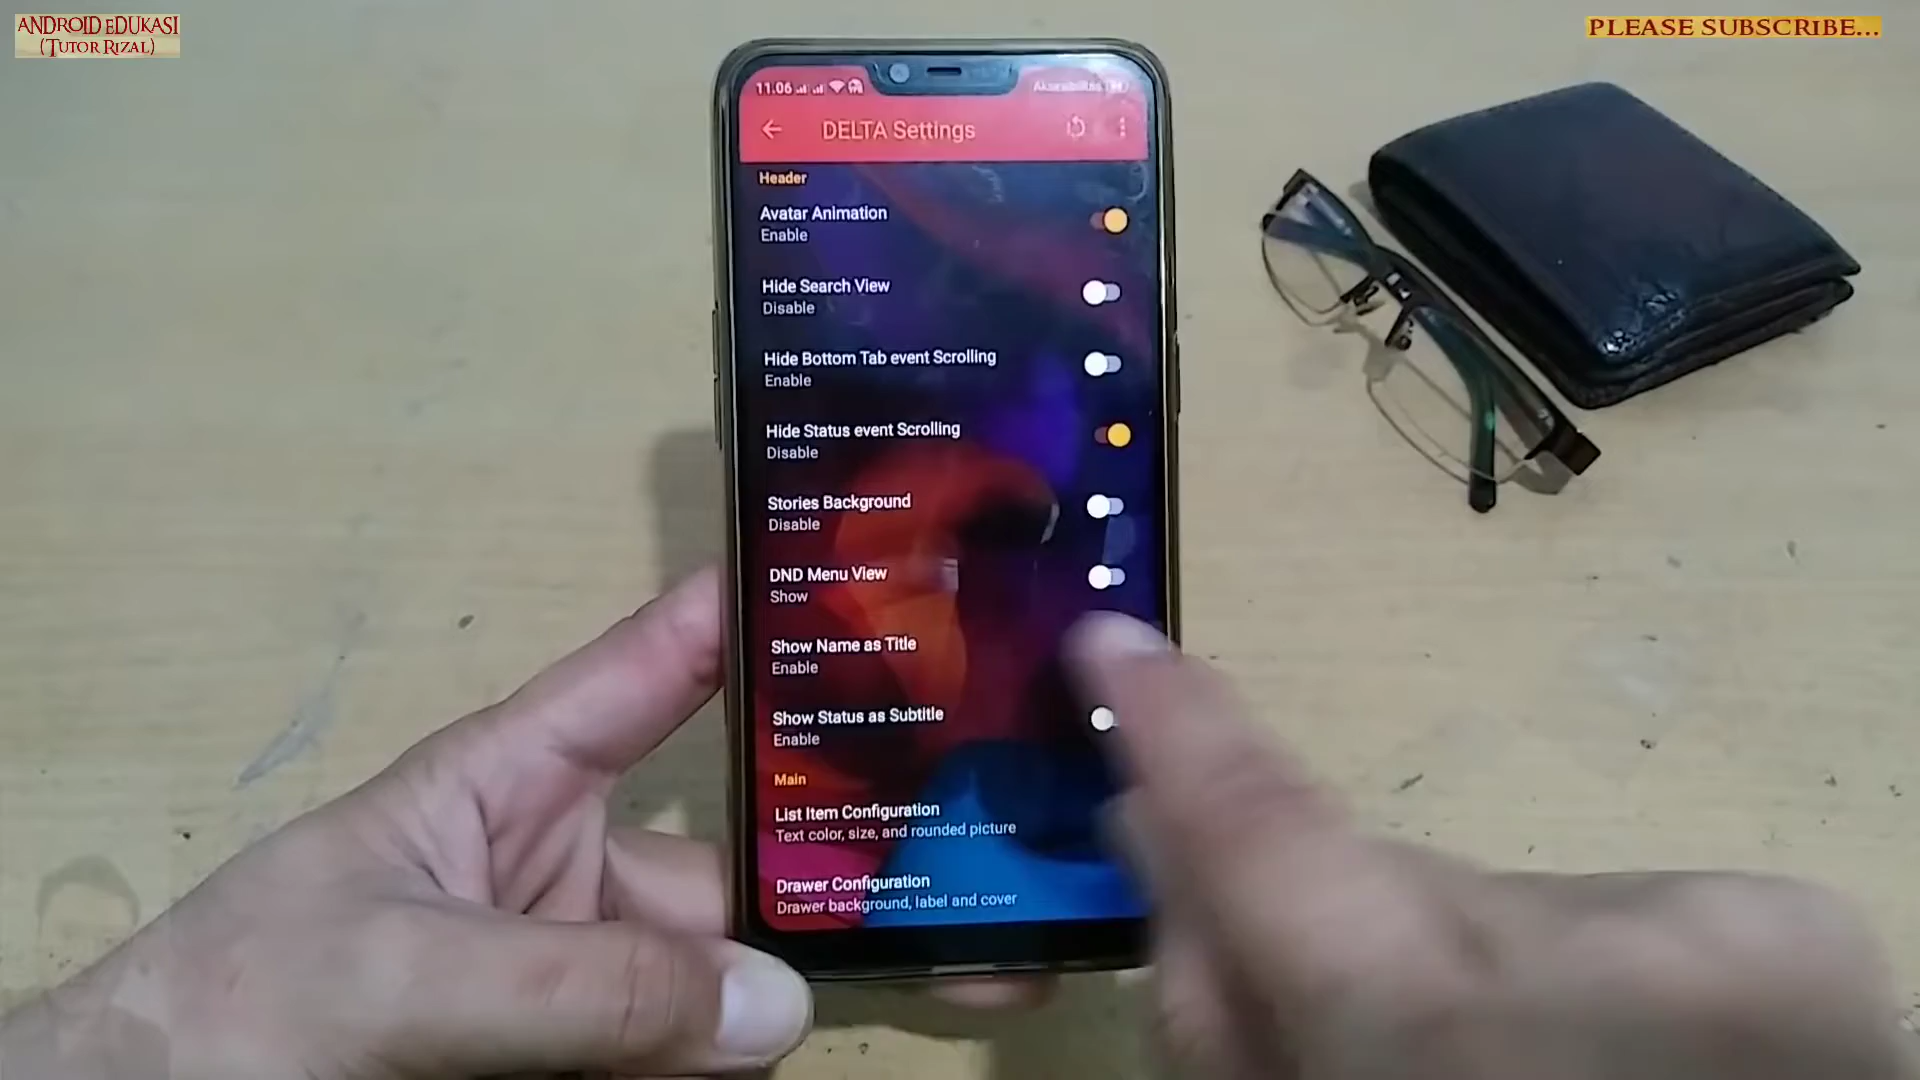 ANDROID EDUKASI
(TUTOR RIZAL)
PLEASE SUBSCRIBE...
11.06
DELTA Settings
Header
Avatar Animation
Enable
Hide Search View
Disable
Hide Bottom Tab event Scrolling
Enable
Hide Status event Scrolling
Disable
Stories Background
Disable
DND Menu View
Show
Show Name as Title
Enable
Show Status as Subtitle
Enable
Main
List Item Configuration
Text color, size, and rounded picture
Drawer Configuration
Drawer background, label and cover